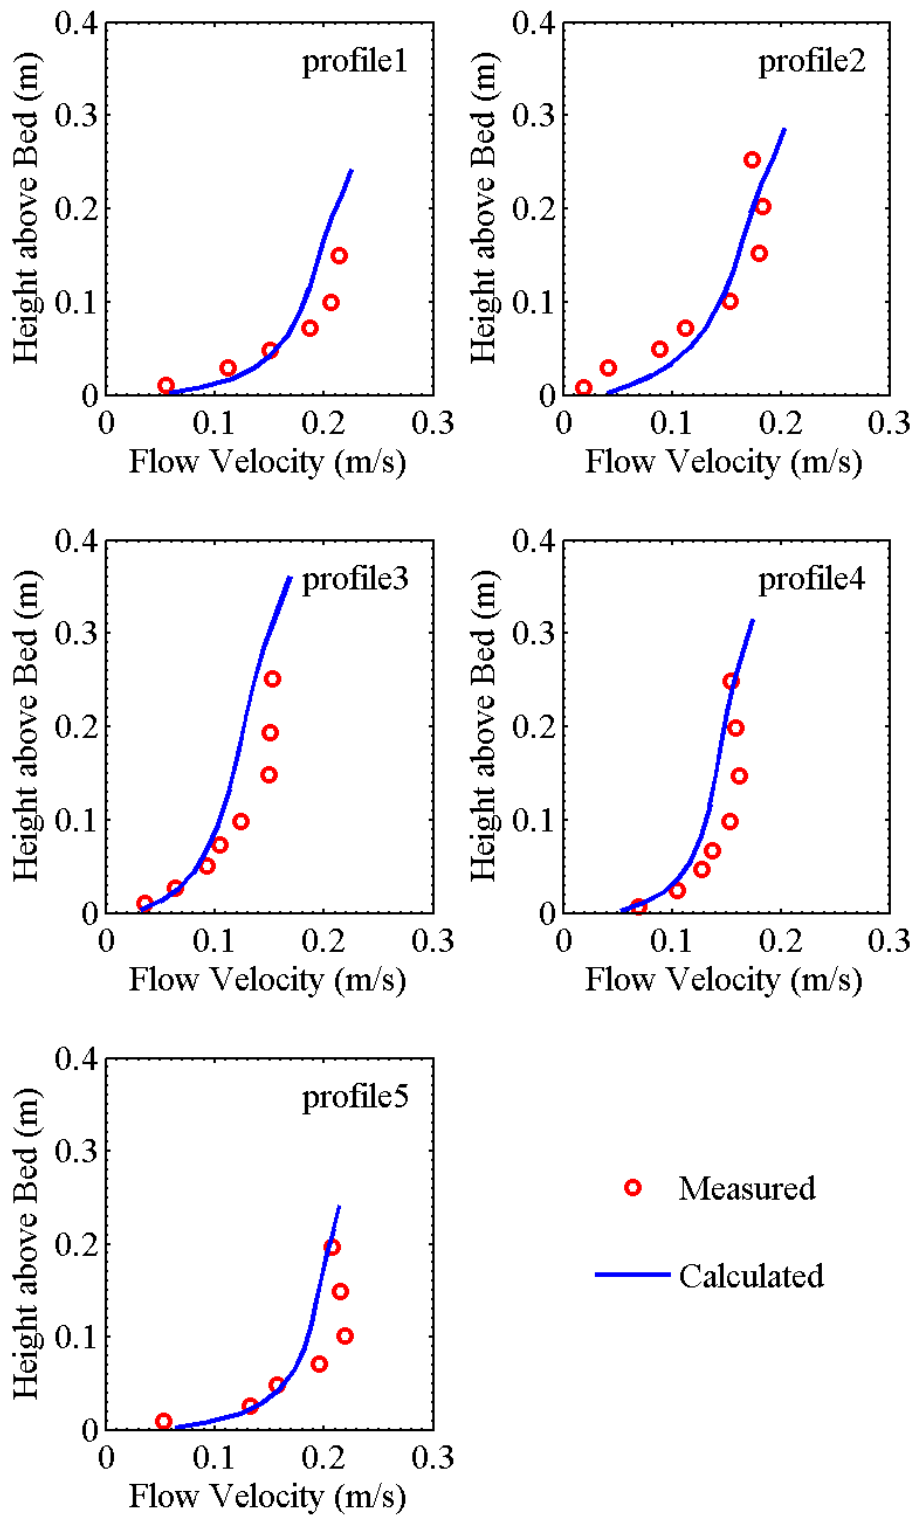 0.4
0.3
0.2
0.1
0
Height above Bed (m)
profile1
0 0.1 0.2 0.3
Flow Velocity (m/s)
0.4
0.3
0.2
0.1
0
Height above Bed (m)
profile2
0 0.1 0.2 0.3
Flow Velocity (m/s)
0.4
0.3
0.2
0.1
0
Height above Bed (m)
profile3
0 0.1 0.2 0.3
Flow Velocity (m/s)
0.4
0.3
0.2
0.1
0
Height above Bed (m)
profile4
0 0.1 0.2 0.3
Flow Velocity (m/s)
0.4
0.3
0.2
0.1
0
Height above Bed (m)
profile5
0 0.1 0.2 0.3
Flow Velocity (m/s)
Measured
Calculated